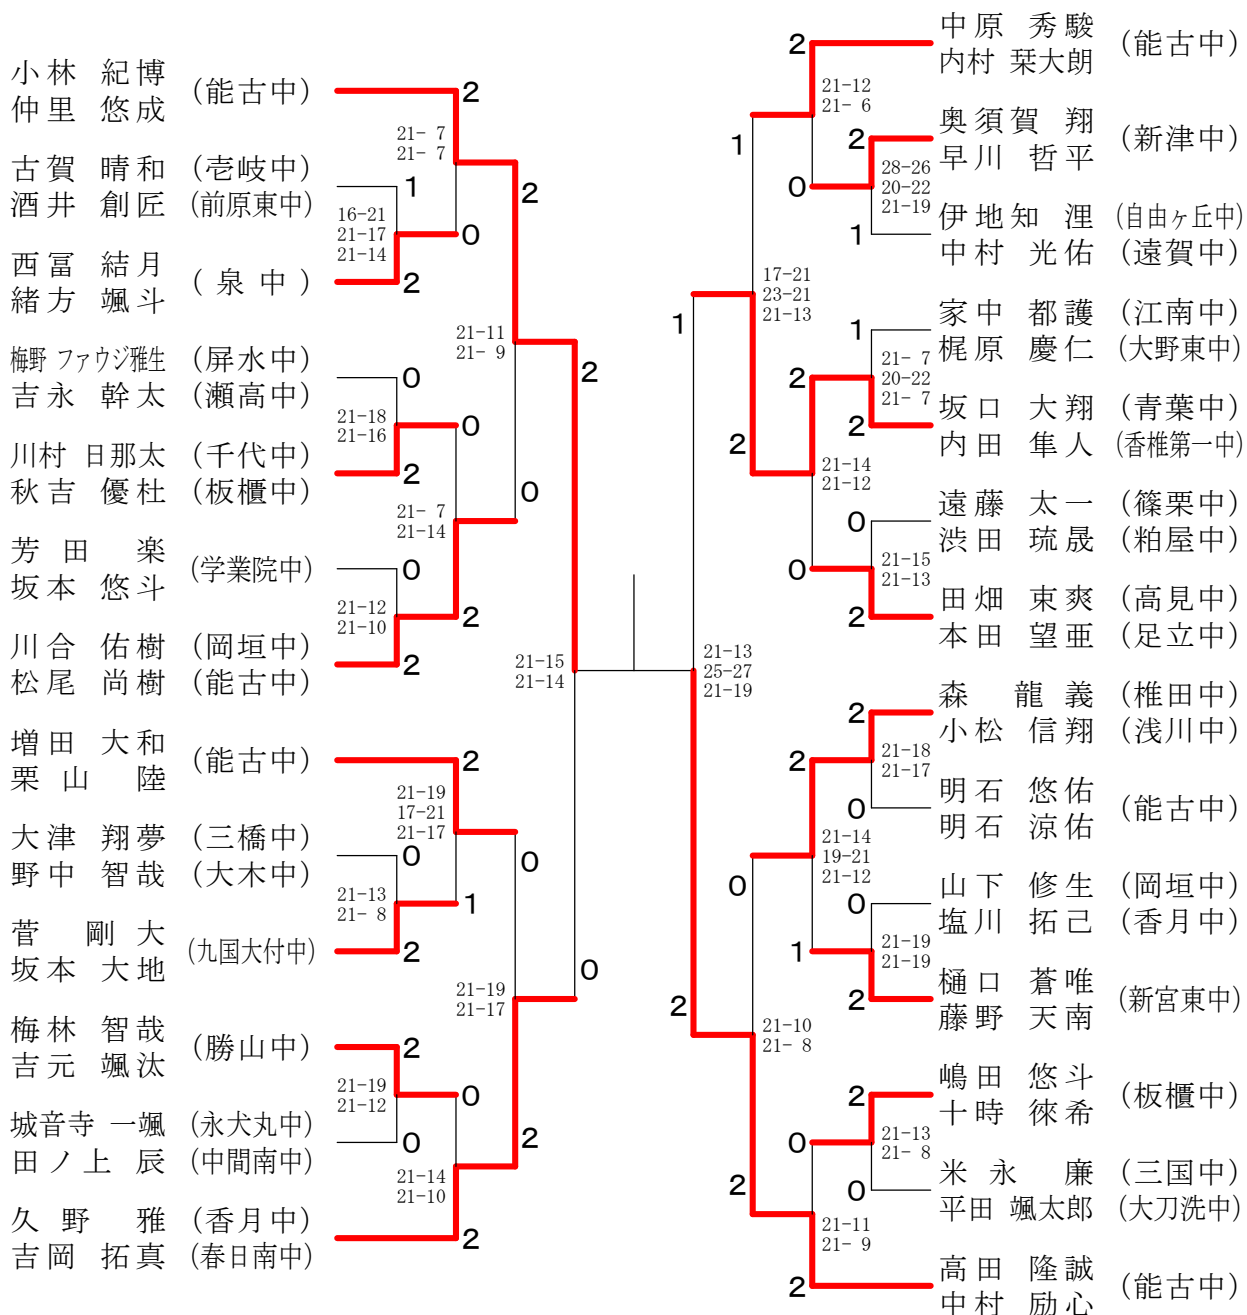 小林 紀博 (能古中) 2
仲里 悠成
21- 7
21- 7
古賀 晴和 (壱岐中) 1
酒井 創匠 (前原東中)
2
16-21
21-17
21-14
0
西冨 結月 (泉中) 2
緒方 颯斗
21-11
21- 9
梅野 ファウジ雅生 (屏水中) 0
吉永 幹太 (瀬高中)
2
21-18
21-16
0
川村 日那太 (千代中) 2
秋吉 優杜 (板櫃中)
0
21- 7
21-14
芳田 楽 (学業院中) 0
坂本 悠斗
21-12
21-10
2
川合 佑樹 (岡垣中) 2
松尾 尚樹 (能古中)
21-15
21-14
増田 大和 (能古中) 2
栗山 陸
21-19
17-21
21-17
大津 翔夢 (三橋中) 0
野中 智哉 (大木中)
0
21-13
21- 8
1
菅 剛大 (九国大付中) 2
坂本 大地
0
21-19
21-17
梅林 智哉 (勝山中) 2
吉元 颯汰
21-19
21-12
0
城音寺 一颯 (永犬丸中) 0
田ノ上 辰 (中間南中)
2
21-14
21-10
久野 雅 (香月中) 2
吉岡 拓真 (春日南中)
2 中原 秀駿 (能古中)
内村 栞大朗
21-12
21- 6
1
2 奥須賀 翔 (新津中)
早川 哲平
0
28-26
20-22
21-19
1 伊地知 浬 (自由ヶ丘中)
中村 光佑 (遠賀中)
17-21
23-21
21-13
1
1 家中 都護 (江南中)
梶原 慶仁 (大野東中)
2
21- 7
20-22
21- 7
2 坂口 大翔 (青葉中)
内田 隼人 (香椎第一中)
2
21-14
21-12
0 遠藤 太一 (篠栗中)
渋田 琉晟 (粕屋中)
0
21-15
21-13
2 田畑 束爽 (高見中)
本田 望亜 (足立中)
21-13
25-27
21-19
2 森 龍義 (椎田中)
小松 信翔 (浅川中)
2
21-18
21-17
0 明石 悠佑 (能古中)
明石 涼佑
21-14
19-21
21-12
0
0 山下 修生 (岡垣中)
塩川 拓己 (香月中)
1
21-19
21-19
2 樋口 蒼唯 (新宮東中)
藤野 天南
2
21-10
21- 8
2 嶋田 悠斗 (板櫃中)
十時 徠希
0
21-13
21- 8
0 米永 廉 (三国中)
平田 颯太郎 (大刀洗中)
2
21-11
21- 9
2 高田 隆誠 (能古中)
中村 励心